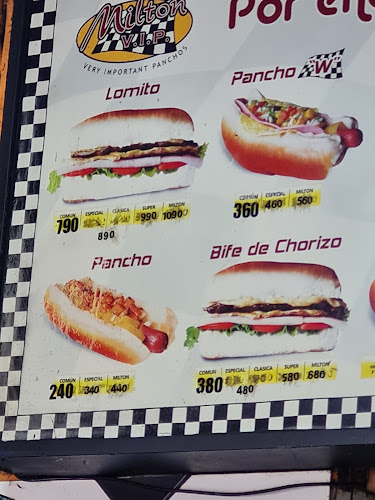 Milton
V.I.P.
VERY IMPORTANT PANCHOS
Por
Lomito
COMUN ESPECIAL CLASICA SUPER MILTON
790 890 990 1090
Pancho W
COMUN ESPECIAL MILTON
360 460 560
Pancho
COMUN ESPECIAL MILTON
240 340 440
Bife de Chorizo
COMUN ESPECIAL CLASICA SUPER MILTON
380 480 580 680